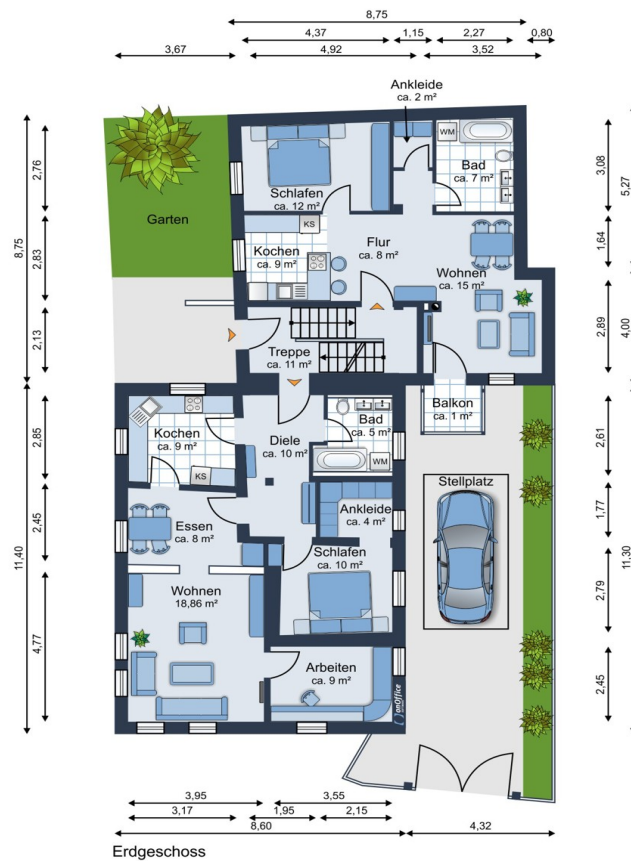 8,75
4,37 1,15 2,27 0,80
3,67 4,92 3,52
Ankleide
ca. 2 m²
WM
Bad
ca. 7 m²
Schlafen
ca. 12 m²
Garten
KS
Kochen
ca. 9 m²
Flur
ca. 8 m²
Wohnen
ca. 15 m²
Treppe
ca. 11 m²
Balkon
ca. 1 m²
2,76
2,83
2,13
8,75
3,08
1,64
2,89
5,27
4,00
Kochen
ca. 9 m²
KS
Diele
ca. 10 m²
Bad
ca. 5 m²
WM
Stellplatz
Ankleide
ca. 4 m²
Essen
ca. 8 m²
Schlafen
ca. 10 m²
Wohnen
18,86 m²
Arbeiten
ca. 9 m²
onOffice
2,85
2,45
4,77
11,40
2,61
1,77
2,79
2,45
11,30
3,95 3,55
3,17 1,95 2,15
8,60 4,32
Erdgeschoss